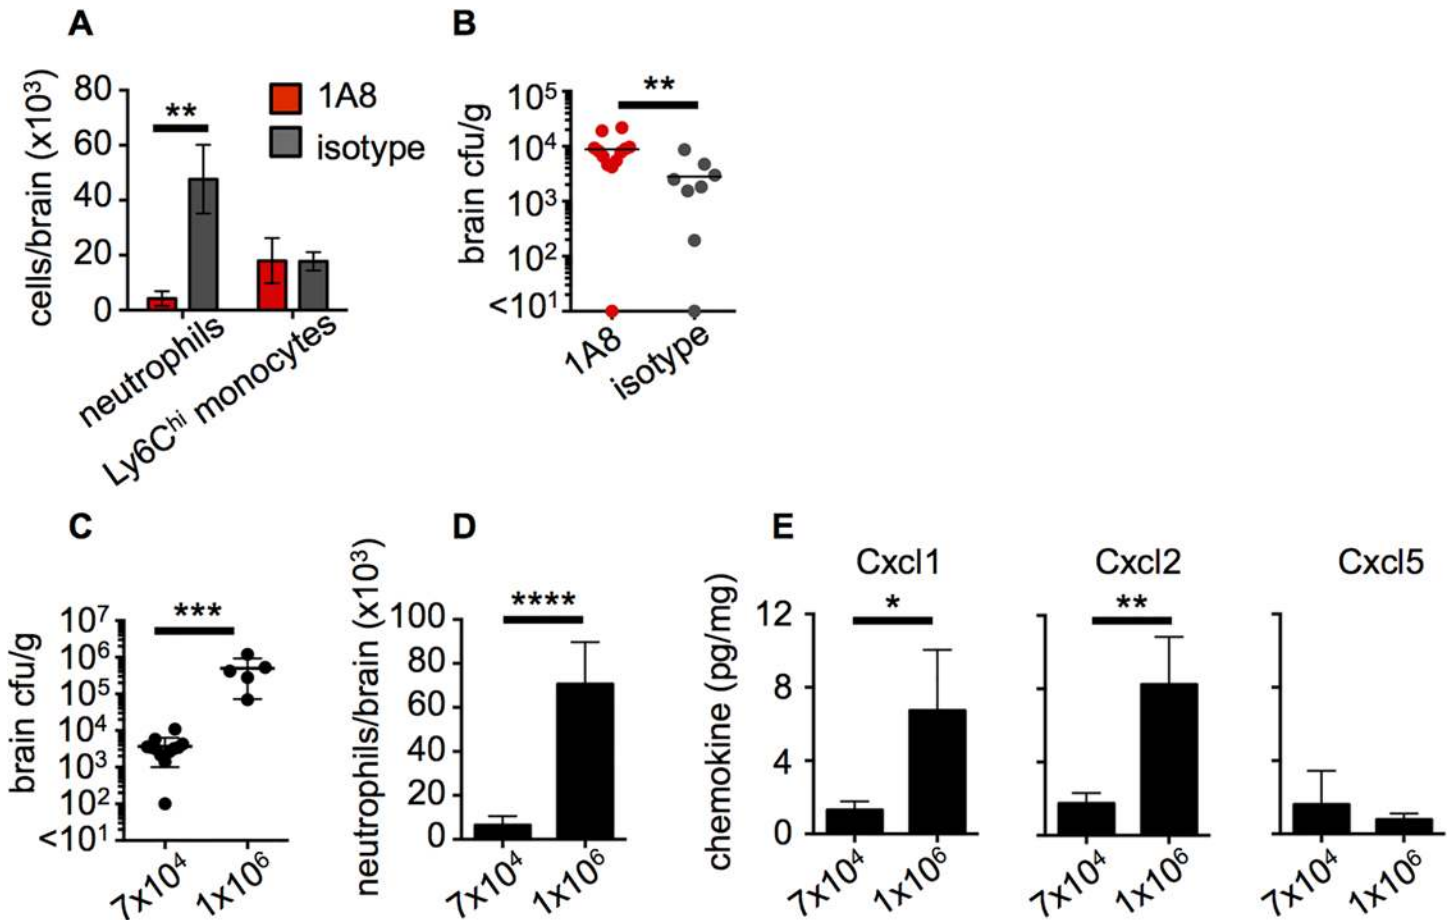 A
cells/brain (x10³)
80
60
40
20
0
**
1A8
isotype
neutrophils
Ly6Cʰⁱ monocytes
B
brain cfu/g
10⁵
10⁴
10³
10²
<10¹
**
1A8
isotype
C
brain cfu/g
10⁷
10⁶
10⁵
10⁴
10³
10²
<10¹
***
7x10⁴
1x10⁶
D
neutrophils/brain (x10³)
100
80
60
40
20
0
****
7x10⁴
1x10⁶
E
chemokine (pg/mg)
Cxcl1
12
8
4
0
*
7x10⁴
1x10⁶
Cxcl2
**
7x10⁴
1x10⁶
Cxcl5
7x10⁴
1x10⁶